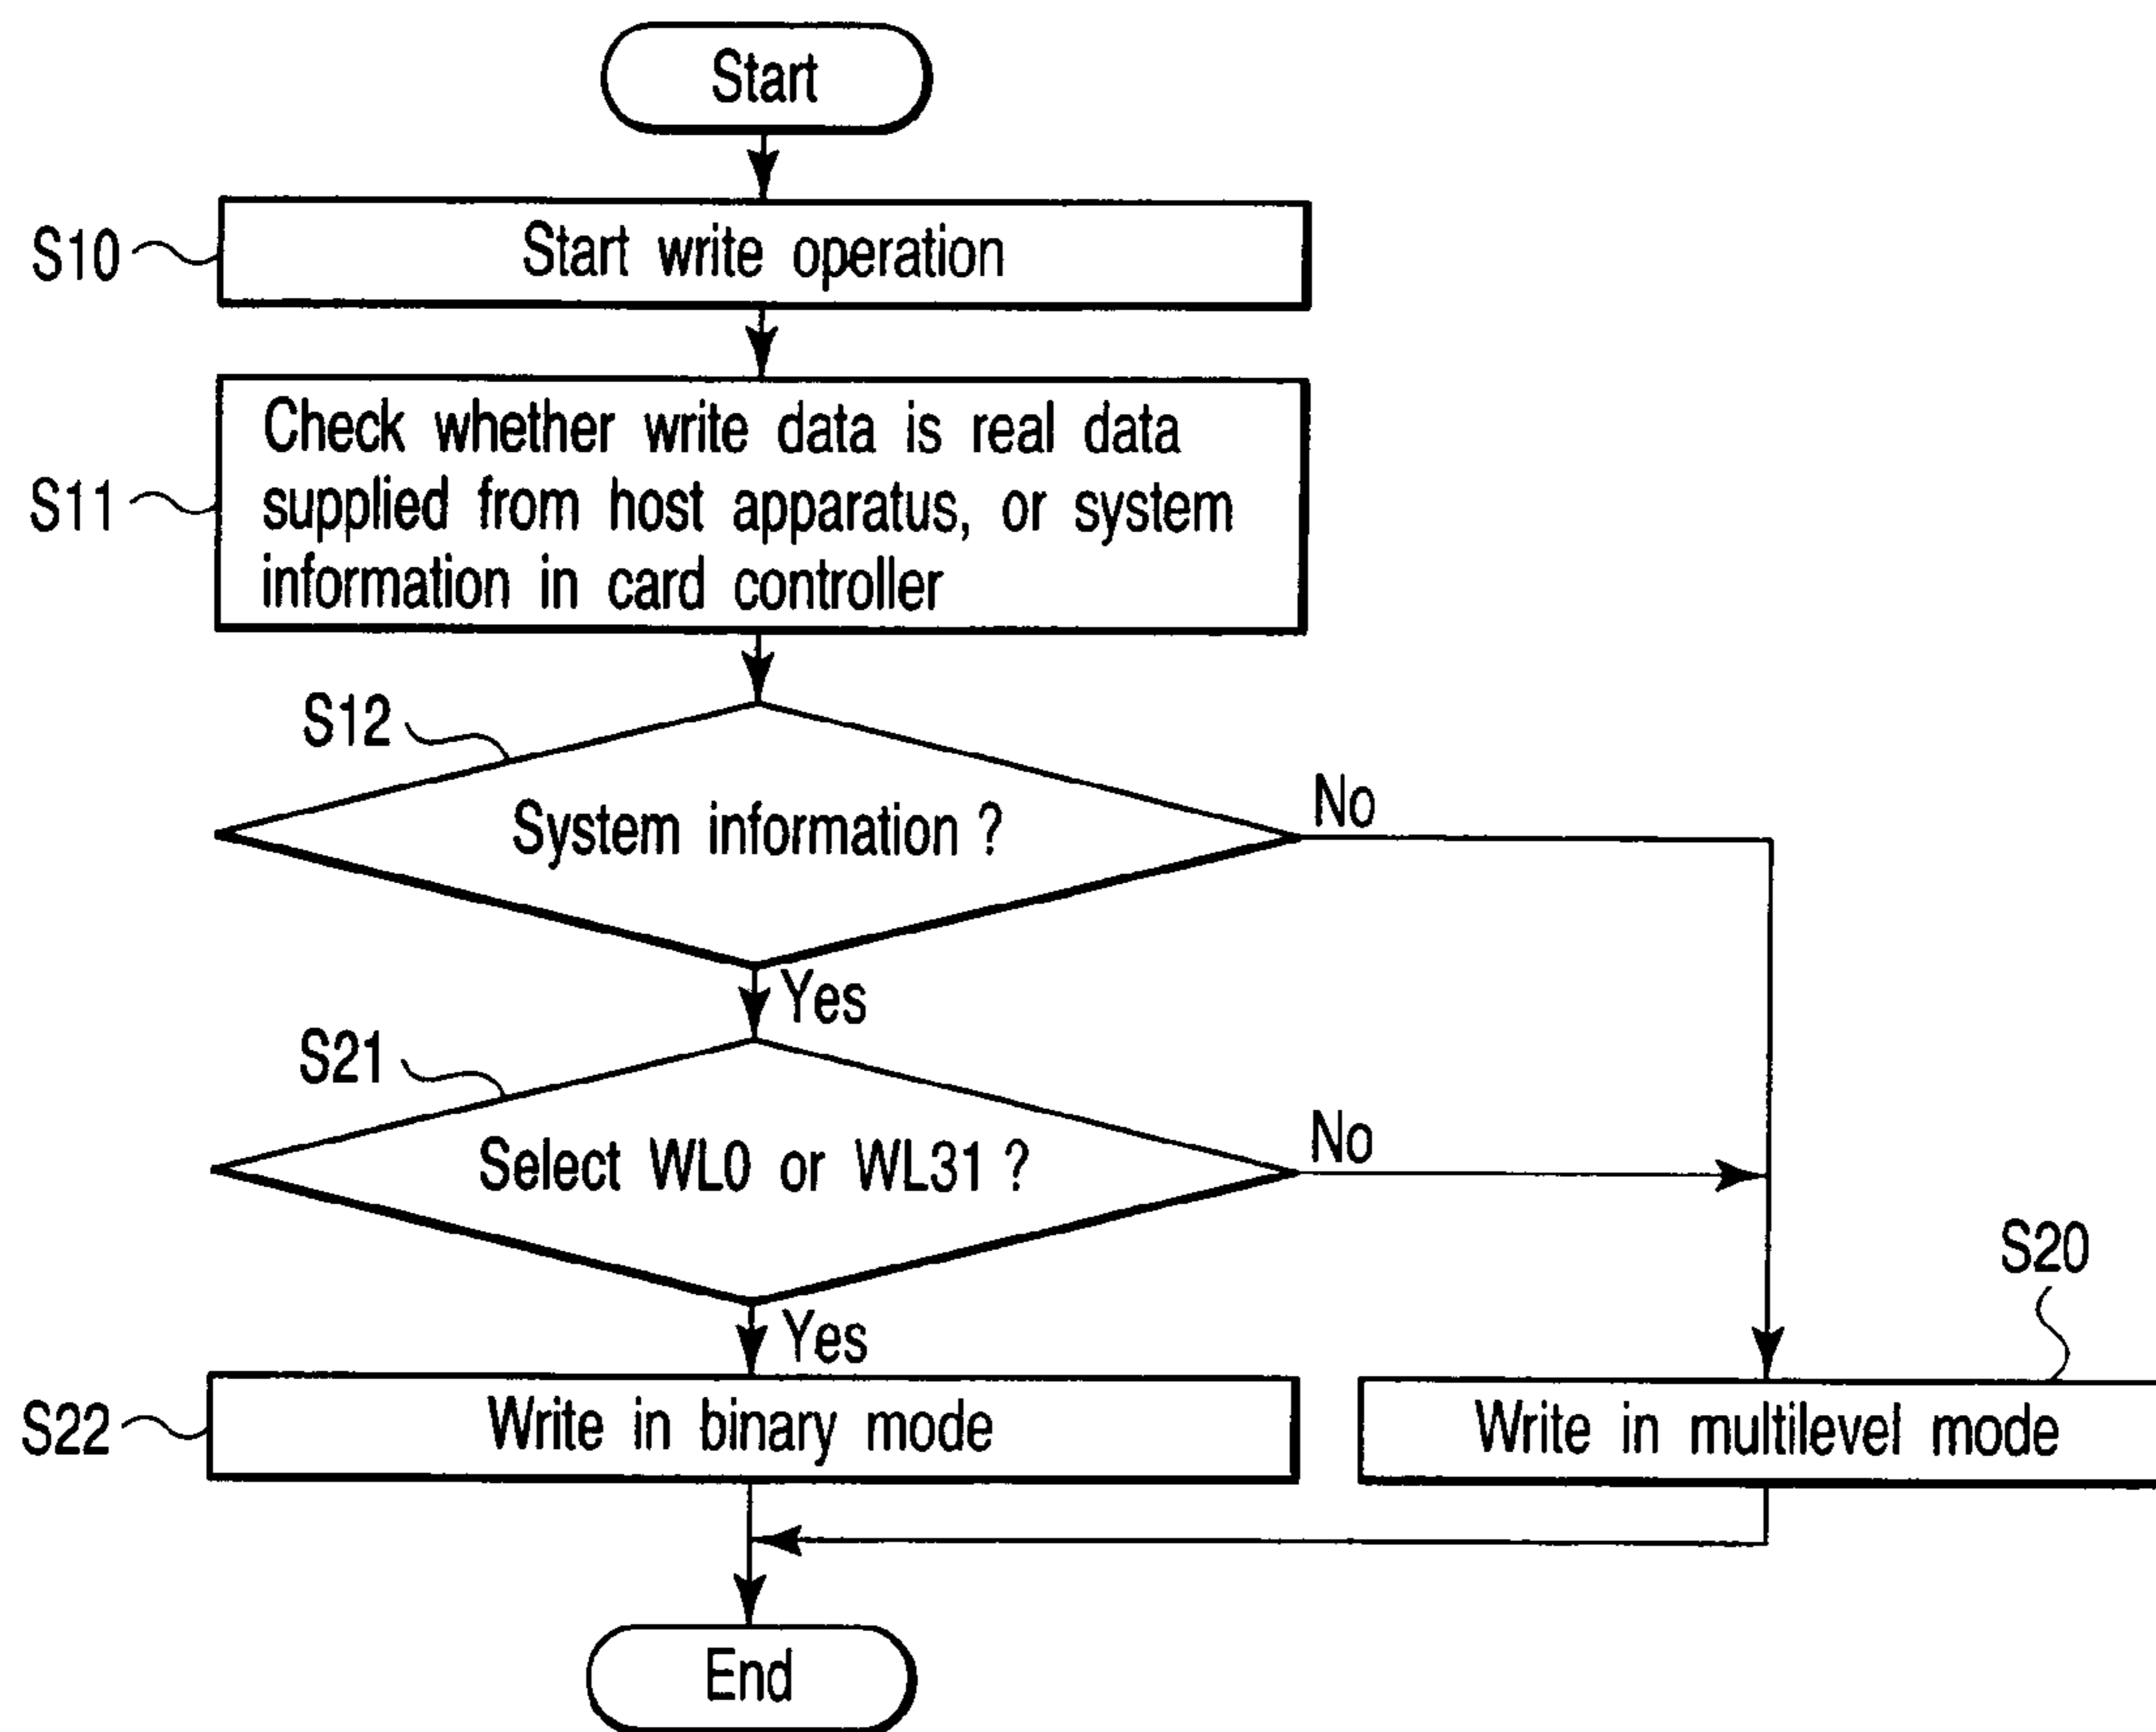 Start
S10
Start write operation
S11
Check whether write data is real data
supplied from host apparatus, or system
information in card controller
S12
System information ?
No
Yes
S21
Select WL0 or WL31 ?
No
Yes
S20
S22
Write in binary mode
Write in multilevel mode
End